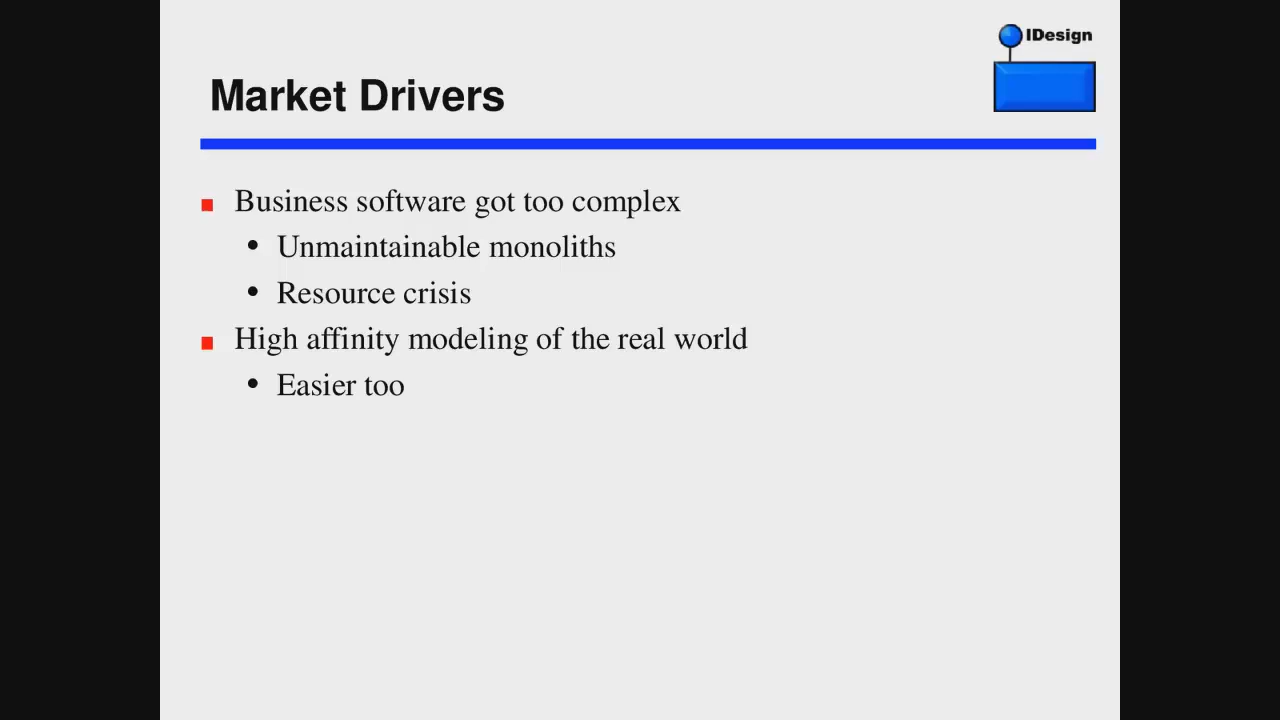 IDesign
Market Drivers
Business software got too complex
Unmaintainable monoliths
Resource crisis
High affinity modeling of the real world
Easier too